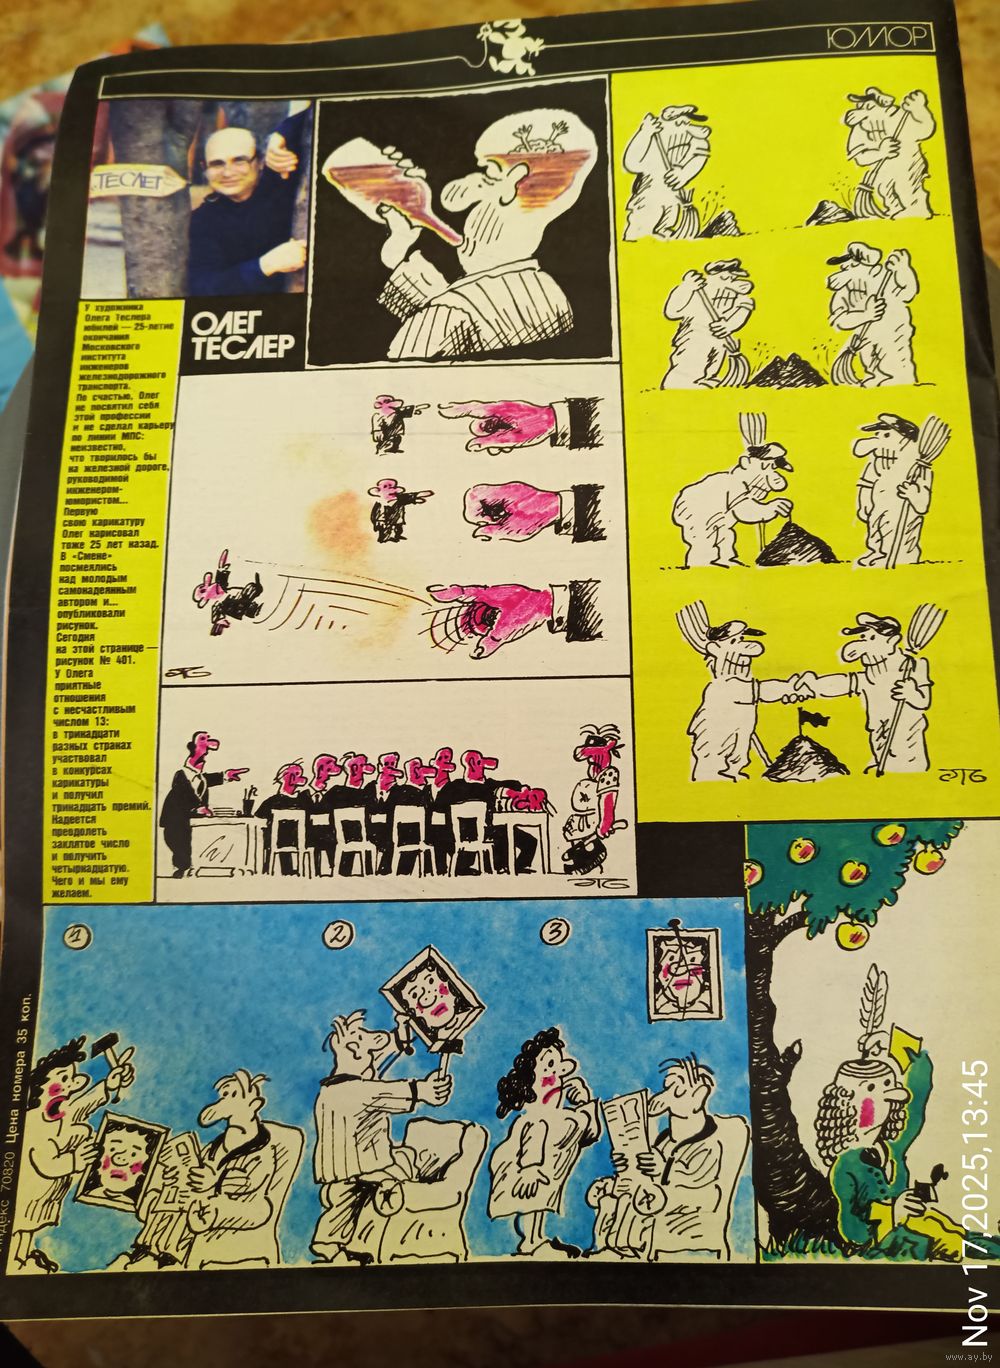 ЮМОР
ТЕСЛЕР
ОЛЕГ
ТЕСЛЕР
У художника
Олега Теслера
юбилей — 25-летие
окончания
Московского
института
инженеров
железнодорожного
транспорта.
По счастью, Олег
не посвятил себя
этой профессии
и не сделал карьеру
по линии МПС:
неизвестно,
что творилось бы
на железной дороге,
руководимой
инженером-
юмористом...
Первую
свою карикатуру
Олег нарисовал
тоже 25 лет назад.
В «Смене»
посмеялись
над молодым
самонадеянным
автором и...
опубликовали
рисунок.
Сегодня
на этой странице —
рисунок № 401.
У Олега
приятные
отношения
с несчастливым
числом 13:
в тринадцати
разных странах
участвовал
в конкурсах
карикатуры
и получил
тринадцать премий.
Надеется
преодолеть
заклятое число
и получить
четырнадцатую.
Чего и мы ему
желаем.
1
2
3
Индекс 70820 Цена номера 35 коп.
Nov 17,2025,13:45
www.ay.by